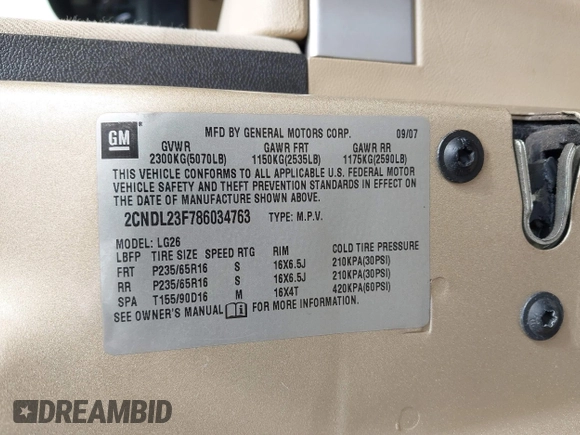 GM
MFD BY GENERAL MOTORS CORP. 09/07
GVWR GAWR FRT GAWR RR
2300KG(5070LB) 1150KG(2535LB) 1175KG(2590LB)
THIS VEHICLE CONFORMS TO ALL APPLICABLE U.S. FEDERAL MOTOR
VEHICLE SAFETY AND THEFT PREVENTION STANDARDS IN EFFECT ON
THE DATE OF MANUFACTURE SHOWN ABOVE.
2CNDL23F786034763 TYPE: M.P.V.
MODEL: LG26
LBFP TIRE SIZE SPEED RTG RIM COLD TIRE PRESSURE
FRT P235/65R16 S 16X6.5J 210KPA(30PSI)
RR P235/65R16 S 16X6.5J 210KPA(30PSI)
SPA T155/90D16 M 16X4T 420KPA(60PSI)
SEE OWNER'S MANUAL FOR MORE INFORMATION.
DREAMBID